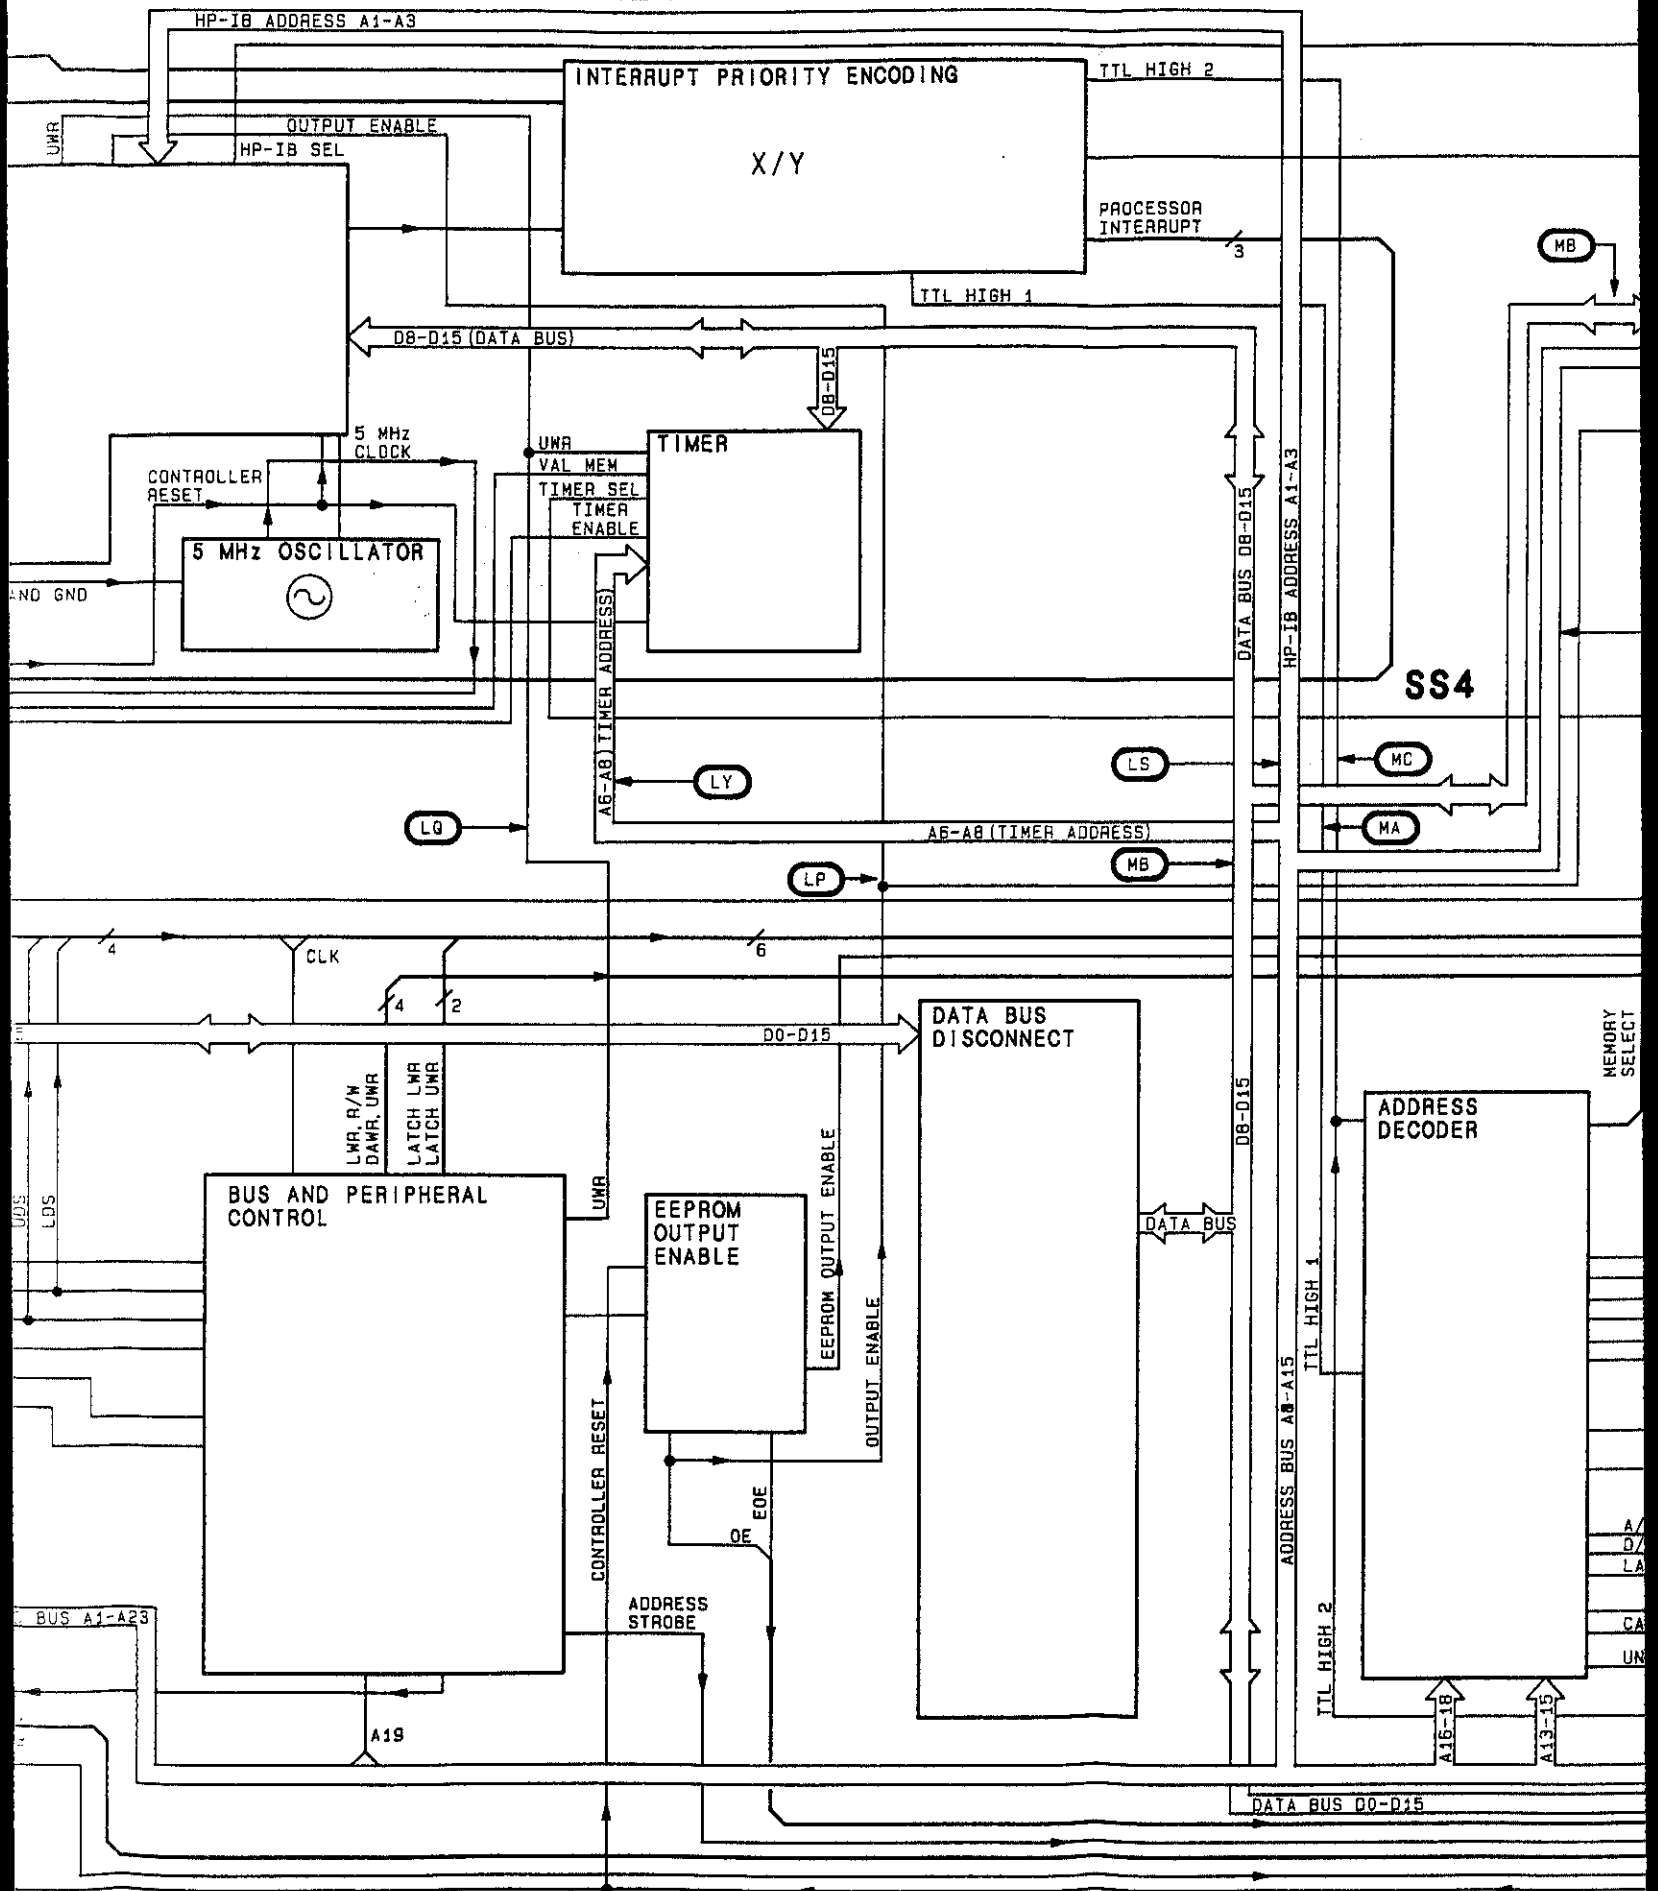 HP-IB ADDRESS A1-A3
INTERRUPT PRIORITY ENCODING
X/Y
TTL HIGH 2
UWR
OUTPUT ENABLE
HP-IB SEL
PROCESSOR
INTERRUPT
3
MB
TTL HIGH 1
D8-D15 (DATA BUS)
D8-D15
5 MHz
CLOCK
CONTROLLER
RESET
UWR
VAL MEM
TIMER SEL
TIMER
ENABLE
TIMER
5 MHz OSCILLATOR
AND GND
A6-A8) TIMER ADDRESS)
DATA BUS D8-D15
HP-IB ADDRESS A1-A3
SS4
LY
LS
MC
LQ
A6-A8 (TIMER ADDRESS)
MA
MB
LP
4
CLK
6
4
2
D0-D15
DATA BUS
DISCONNECT
MEMORY
SELECT
LWR, R/W
DAWR, UWR
LATCH LWR
LATCH UWR
D8-D15
ADDRESS
DECODER
UDS
LDS
BUS AND PERIPHERAL
CONTROL
UWR
EEPROM
OUTPUT
ENABLE
EEPROM OUTPUT ENABLE
DATA BUS
OUTPUT ENABLE
TTL HIGH 1
CONTROLLER RESET
EOE
OE
ADDRESS BUS A8-A15
A/
D/
LA
CA
UN
BUS A1-A23
ADDRESS
STROBE
TTL HIGH 2
A19
A16-18
A13-15
DATA BUS D0-D15